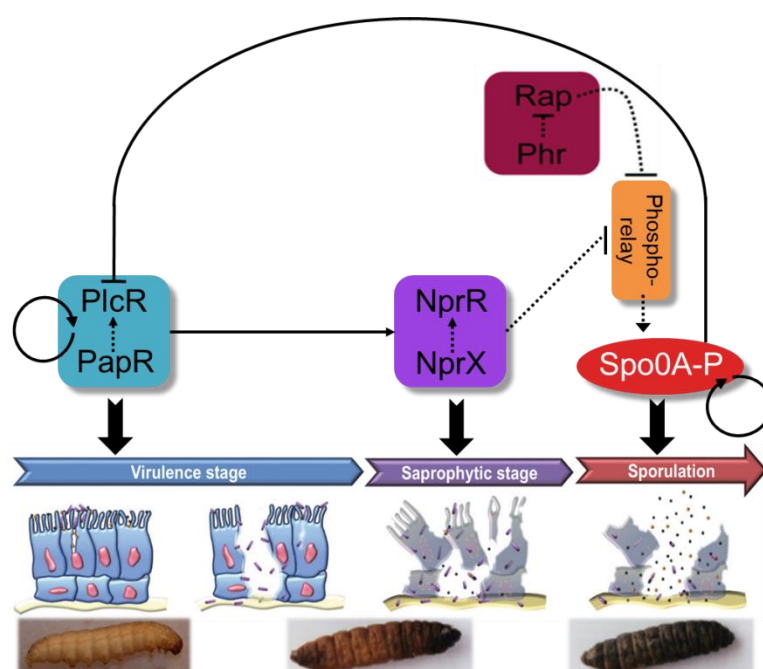 Rap
Phr
Phospho-
relay
PlcR
PapR
NprR
NprX
Spo0A-P
Virulence stage
Saprophytic stage
Sporulation